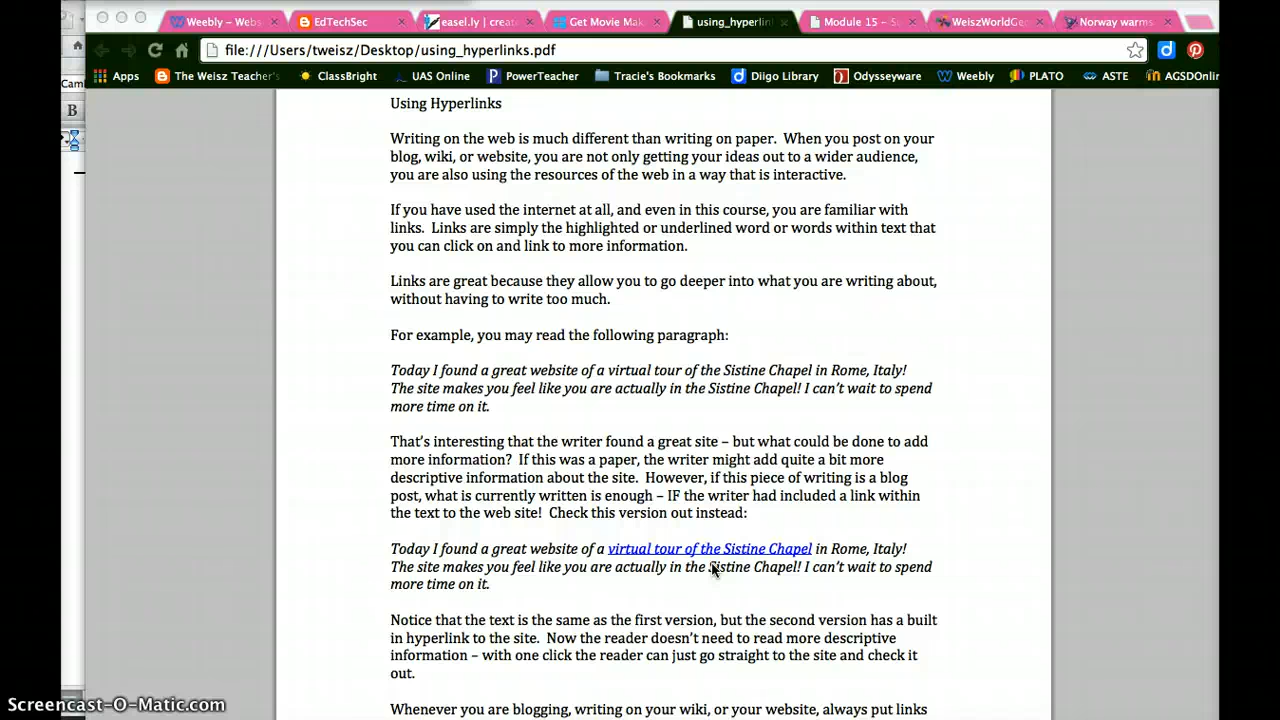 Weebly – Webs
EdTechSec
easel.ly | create
Get Movie Mak
using_hyperlin
Module 15 – Su
WeiszWorldGe
Norway warms
file:///Users/tweisz/Desktop/using_hyperlinks.pdf
Apps
The Weisz Teacher's
ClassBright
UAS Online
PowerTeacher
Tracie's Bookmarks
Diigo Library
Odysseyware
Weebly
PLATO
ASTE
AGSDOnlin
Cam
B
Using Hyperlinks
Writing on the web is much different than writing on paper.  When you post on your
blog, wiki, or website, you are not only getting your ideas out to a wider audience,
you are also using the resources of the web in a way that is interactive.
If you have used the internet at all, and even in this course, you are familiar with
links.  Links are simply the highlighted or underlined word or words within text that
you can click on and link to more information.
Links are great because they allow you to go deeper into what you are writing about,
without having to write too much.
For example, you may read the following paragraph:
Today I found a great website of a virtual tour of the Sistine Chapel in Rome, Italy!
The site makes you feel like you are actually in the Sistine Chapel! I can't wait to spend
more time on it.
That's interesting that the writer found a great site – but what could be done to add
more information?  If this was a paper, the writer might add quite a bit more
descriptive information about the site.  However, if this piece of writing is a blog
post, what is currently written is enough – IF the writer had included a link within
the text to the web site!  Check this version out instead:
Today I found a great website of a virtual tour of the Sistine Chapel in Rome, Italy!
The site makes you feel like you are actually in the Sistine Chapel! I can't wait to spend
more time on it.
Notice that the text is the same as the first version, but the second version has a built
in hyperlink to the site.  Now the reader doesn't need to read more descriptive
information – with one click the reader can just go straight to the site and check it
out.
Whenever you are blogging, writing on your wiki, or your website, always put links
Screencast-O-Matic.com